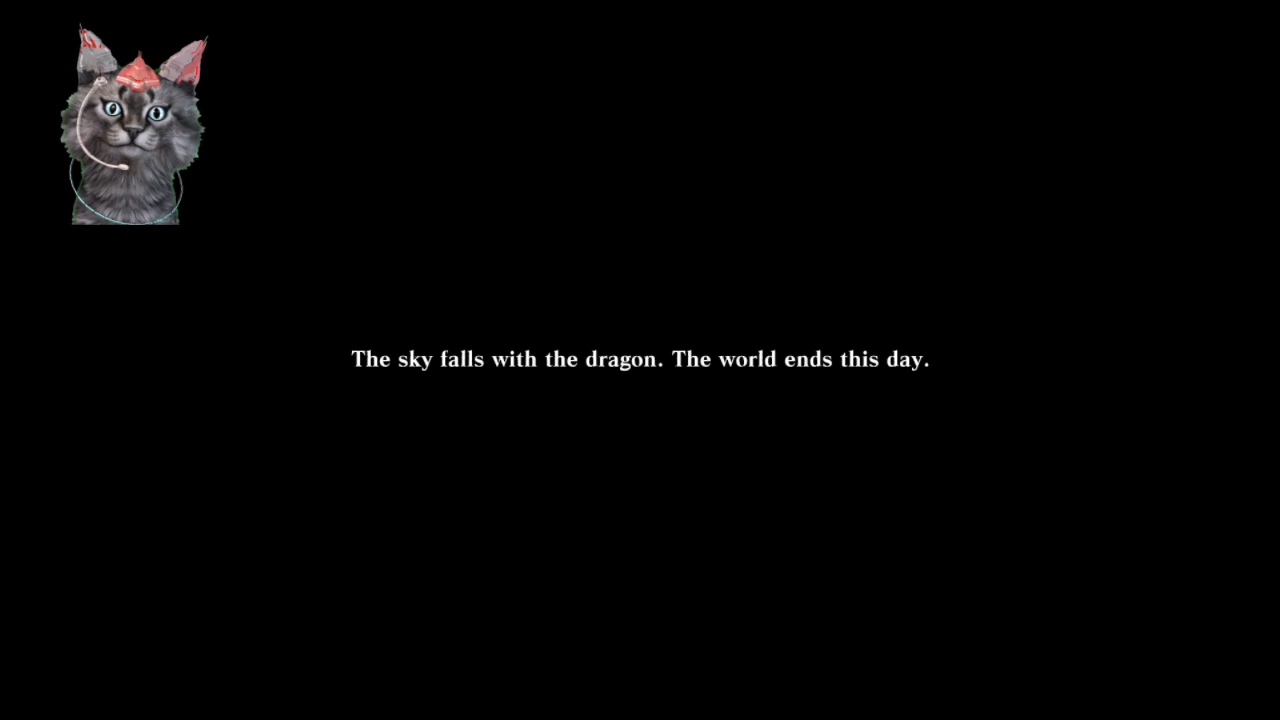 The sky falls with the dragon. The world ends this day.